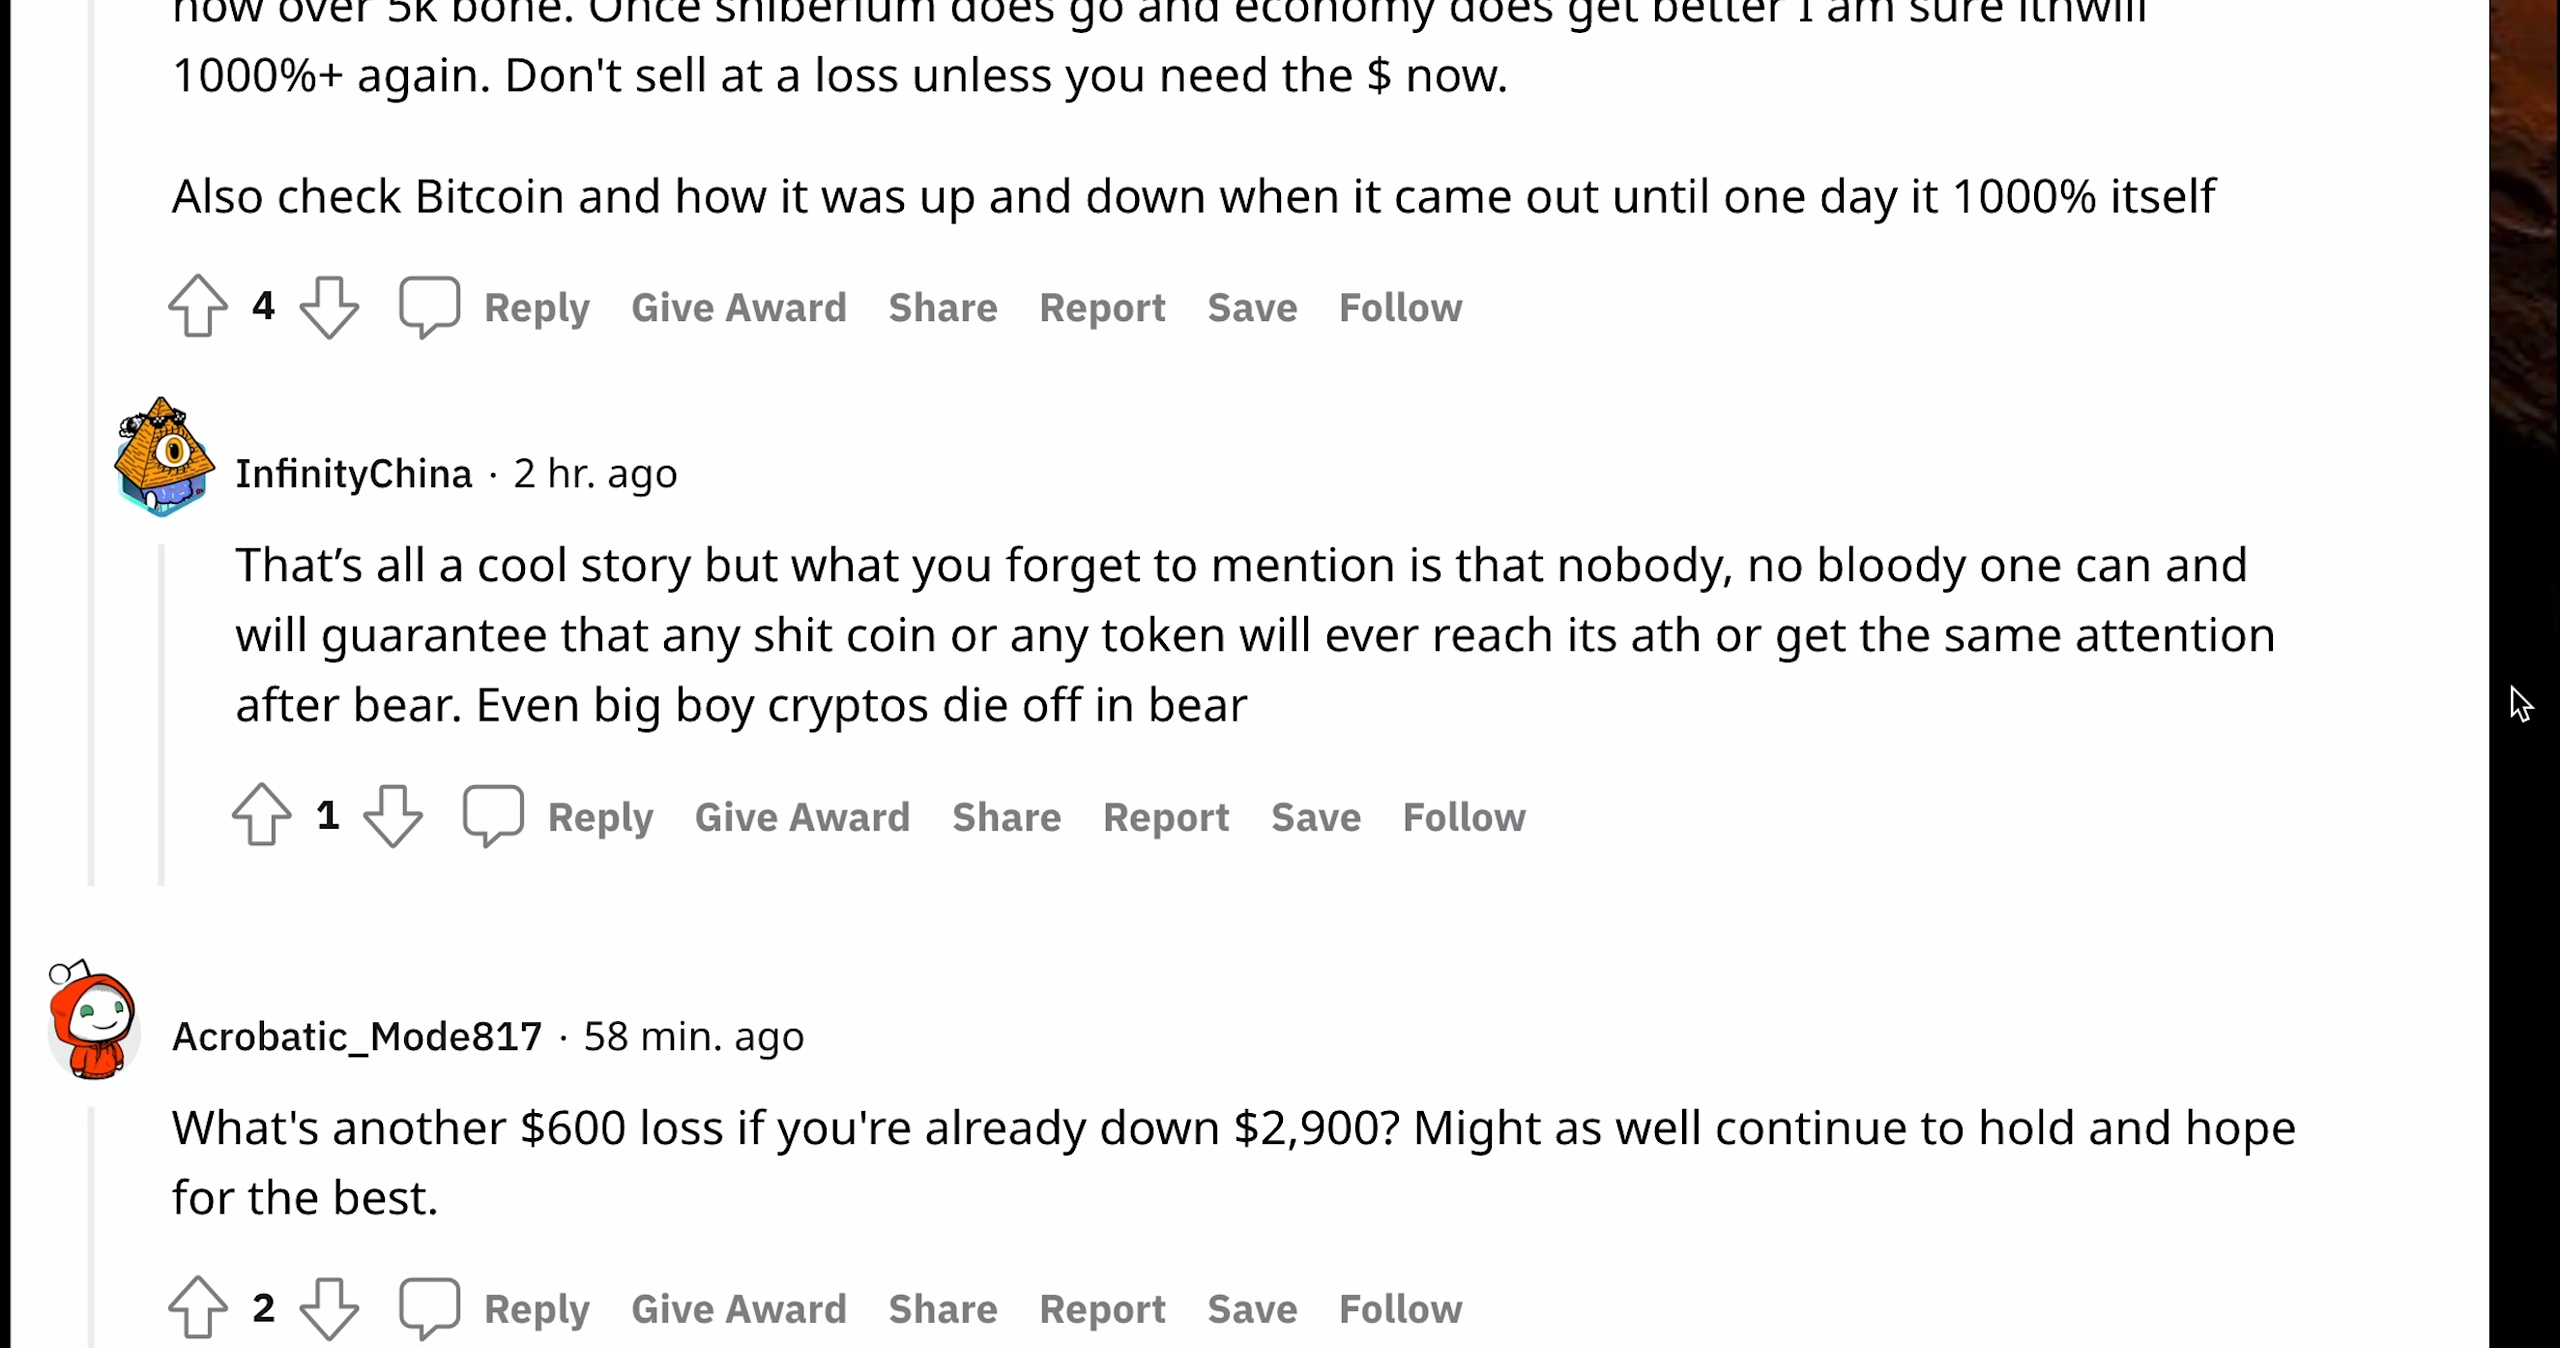 now over 5k bone. Once shiberium does go and economy does get better I am sure ithwill
1000%+ again. Don't sell at a loss unless you need the $ now.
Also check Bitcoin and how it was up and down when it came out until one day it 1000% itself
4 Reply Give Award Share Report Save Follow
InfinityChina · 2 hr. ago
That’s all a cool story but what you forget to mention is that nobody, no bloody one can and
will guarantee that any shit coin or any token will ever reach its ath or get the same attention
after bear. Even big boy cryptos die off in bear
1 Reply Give Award Share Report Save Follow
Acrobatic_Mode817 · 58 min. ago
What's another $600 loss if you're already down $2,900? Might as well continue to hold and hope
for the best.
2 Reply Give Award Share Report Save Follow